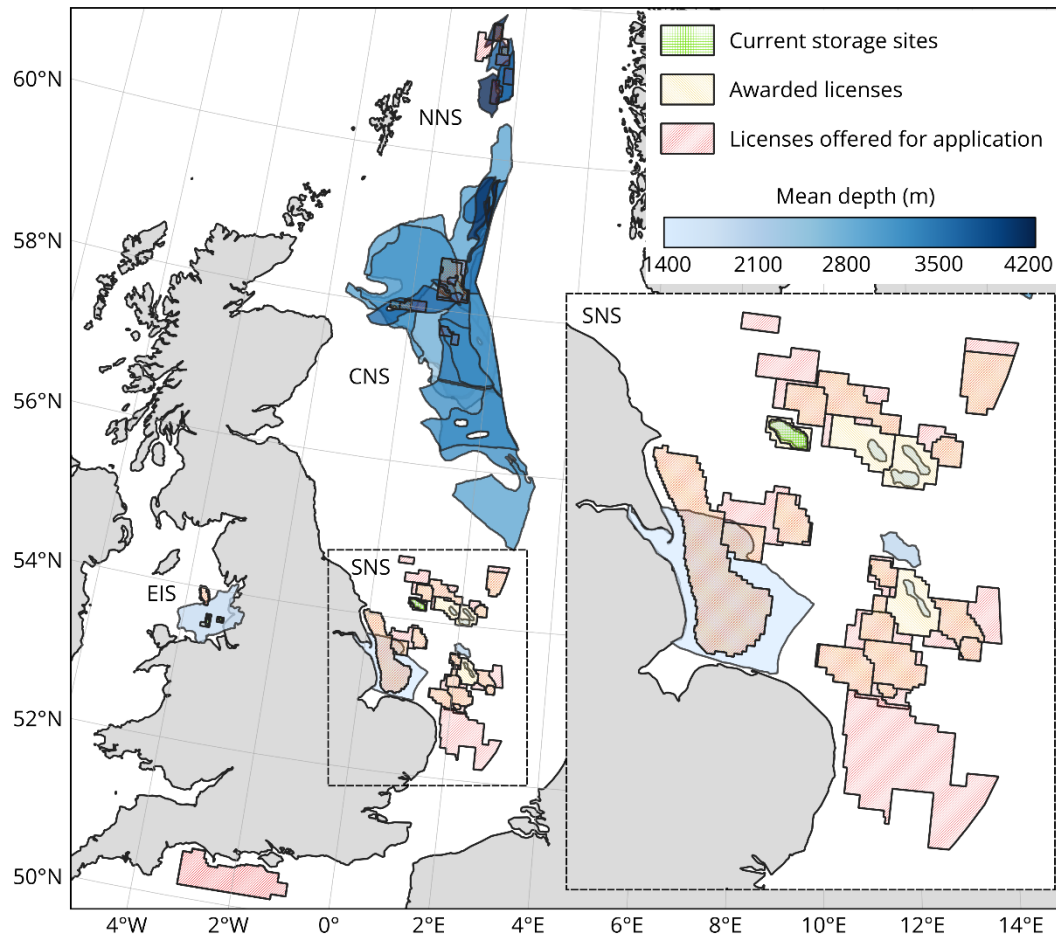 Current storage sites
Awarded licenses
Licenses offered for application
Mean depth (m)
1400 2100 2800 3500 4200
60°N
58°N
56°N
54°N
52°N
50°N
NNS
CNS
EIS
SNS
SNS
4°W 2°W 0° 2°E 4°E 6°E 8°E 10°E 12°E 14°E